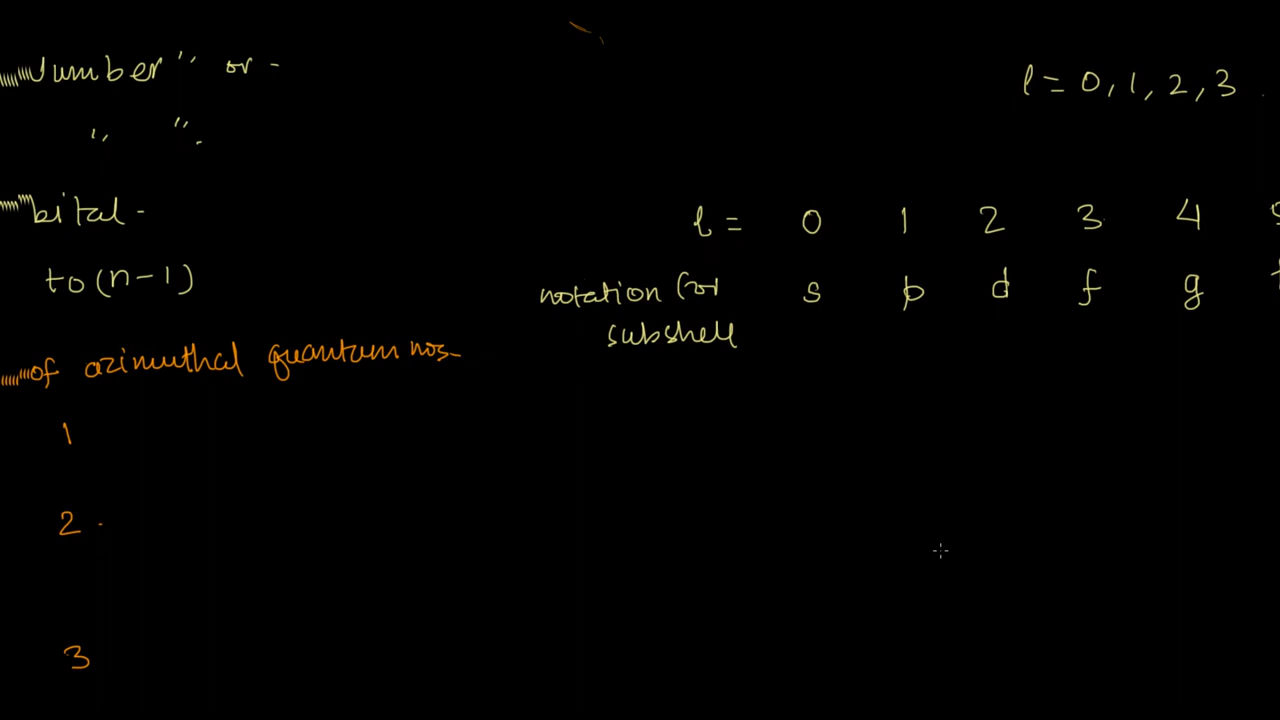 Number" or -
" ".
bital -
to (n-1)
of azimuthal quantum nos.
1
2
3
l = 0, 1, 2, 3
l = 0 1 2 3 4
notation for s p d f g
subshell